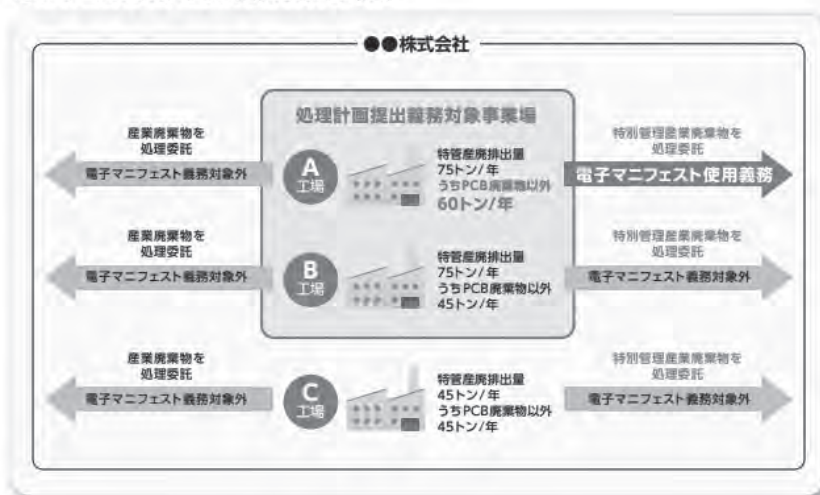 ●●株式会社
処理計画提出義務対象事業場
産業廃棄物を
処理委託
電子マニフェスト義務対象外
A
工場
特管産廃排出量
75トン/年
うちPCB廃棄物以外
60トン/年
特別管理産業廃棄物を
処理委託
電子マニフェスト使用義務
産業廃棄物を
処理委託
電子マニフェスト義務対象外
B
工場
特管産廃排出量
75トン/年
うちPCB廃棄物以外
45トン/年
特別管理産業廃棄物を
処理委託
電子マニフェスト義務対象外
産業廃棄物を
処理委託
電子マニフェスト義務対象外
C
工場
特管産廃排出量
45トン/年
うちPCB廃棄物以外
45トン/年
特別管理産業廃棄物を
処理委託
電子マニフェスト義務対象外